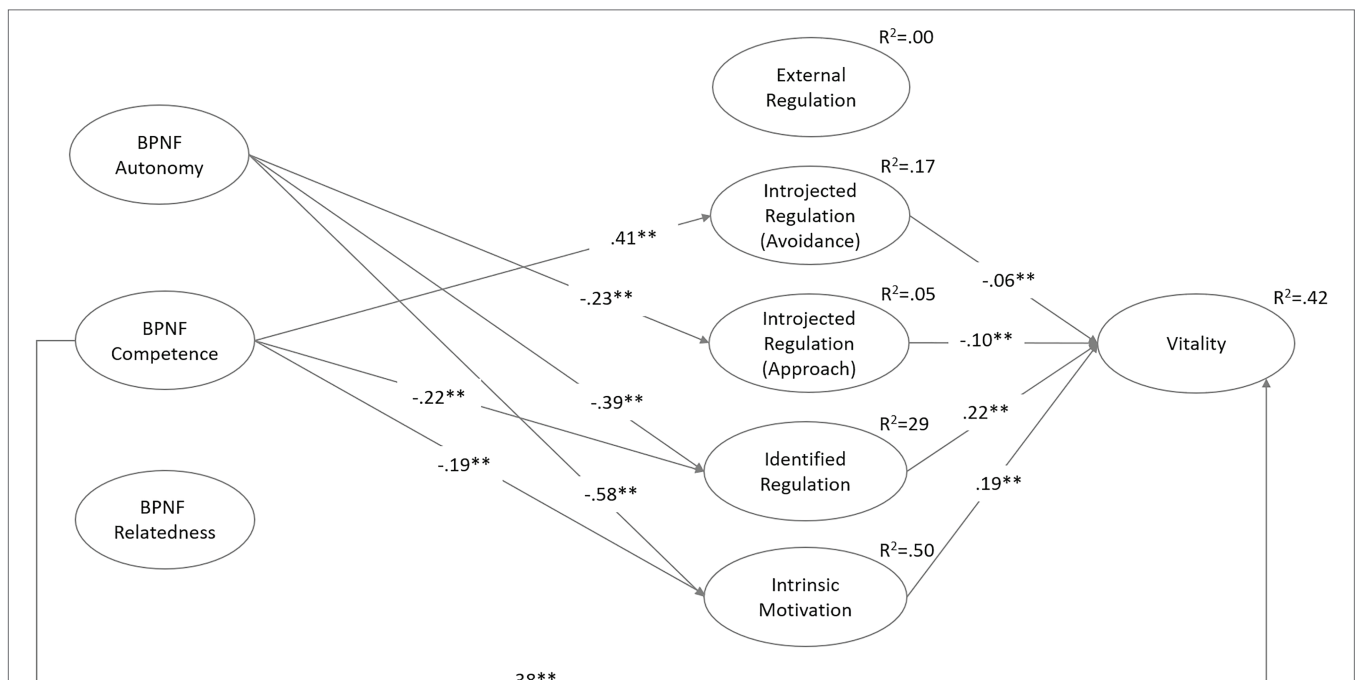 R²=.00
External
Regulation
BPNF
Autonomy
R²=.17
Introjected
Regulation
(Avoidance)
.41**
-.06**
-.23**
R²=.05
Introjected
Regulation
(Approach)
-.10**
R²=.42
Vitality
BPNF
Competence
-.22**
-.39**
R²=29
Identified
Regulation
.22**
-.19**
-.58**
.19**
BPNF
Relatedness
R²=.50
Intrinsic
Motivation